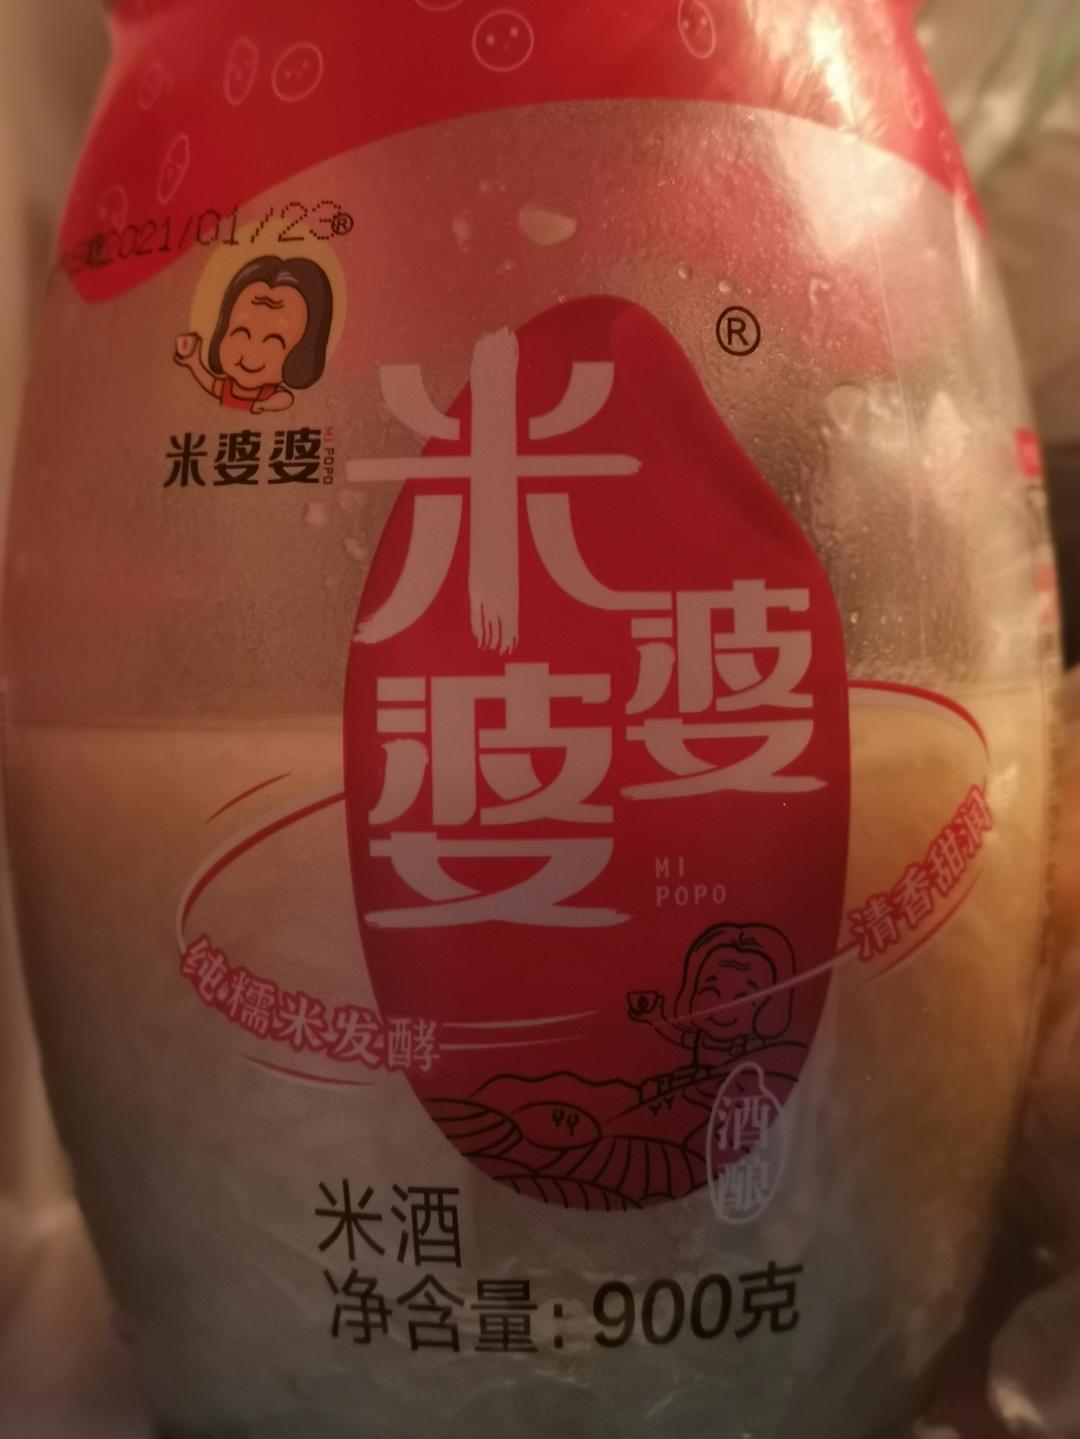 2021/01/23®
米婆婆
MI POPO
®
米婆婆
MI
POPO
清香甜润
纯糯米发酵
酒酿
米酒
净含量：900克